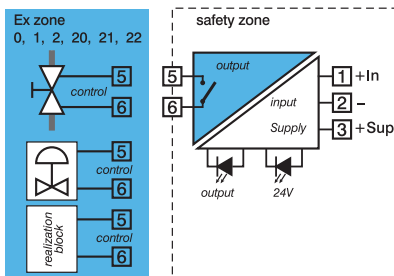 Ex zone
0, 1, 2, 20, 21, 22
5
control
6
5
control
6
realization
block
5
control
6
safety zone
5
6
output
input
Supply
1 +In
2 -
3 +Sup
output
24V